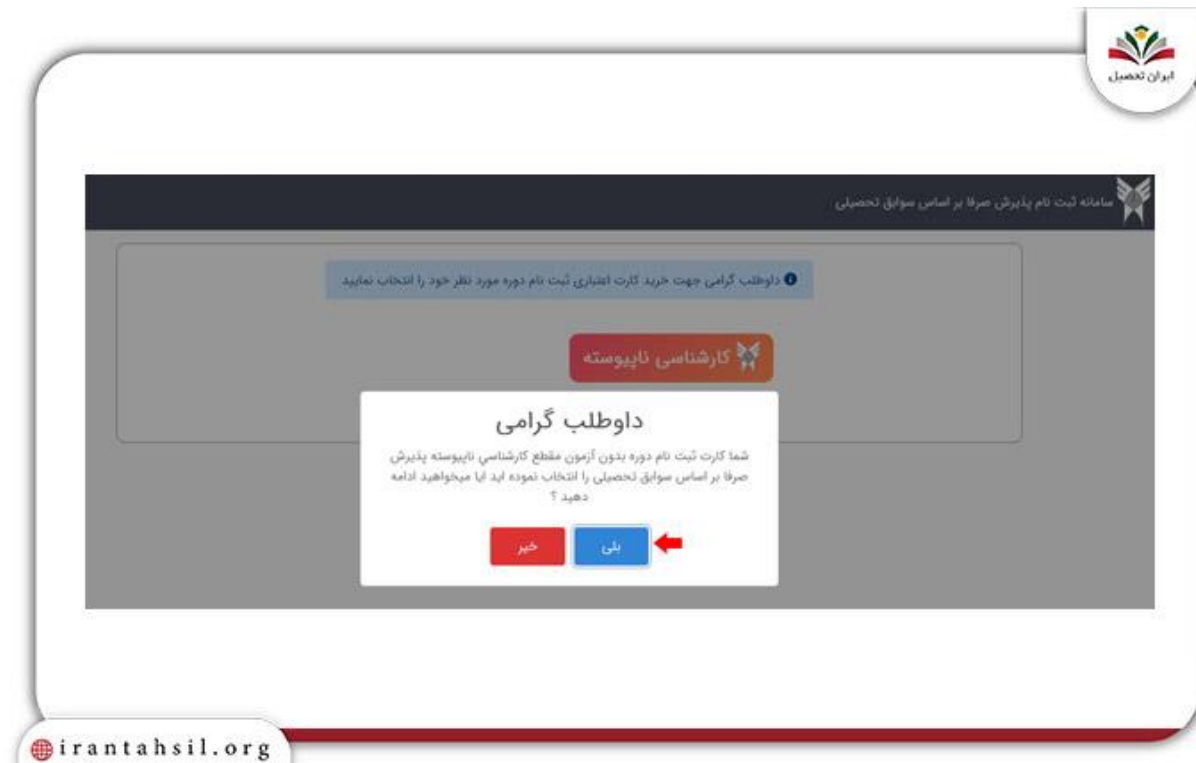 ایران تحصیل
سامانه ثبت نام پذیرش صرفا بر اساس سوابق تحصیلی
داوطلب گرامی جهت خرید کارت اعتباری ثبت نام دوره مورد نظر خود را انتخاب نمایید
کارشناسی ناپیوسته
داوطلب گرامی
شما کارت ثبت نام دوره بدون آزمون مقطع کارشناسي ناپیوسته پذیرش
صرفا بر اساس سوابق تحصیلی را انتخاب نموده اید ایا میخواهید ادامه
دهید ؟
بلی
خیر
irantahsil.org